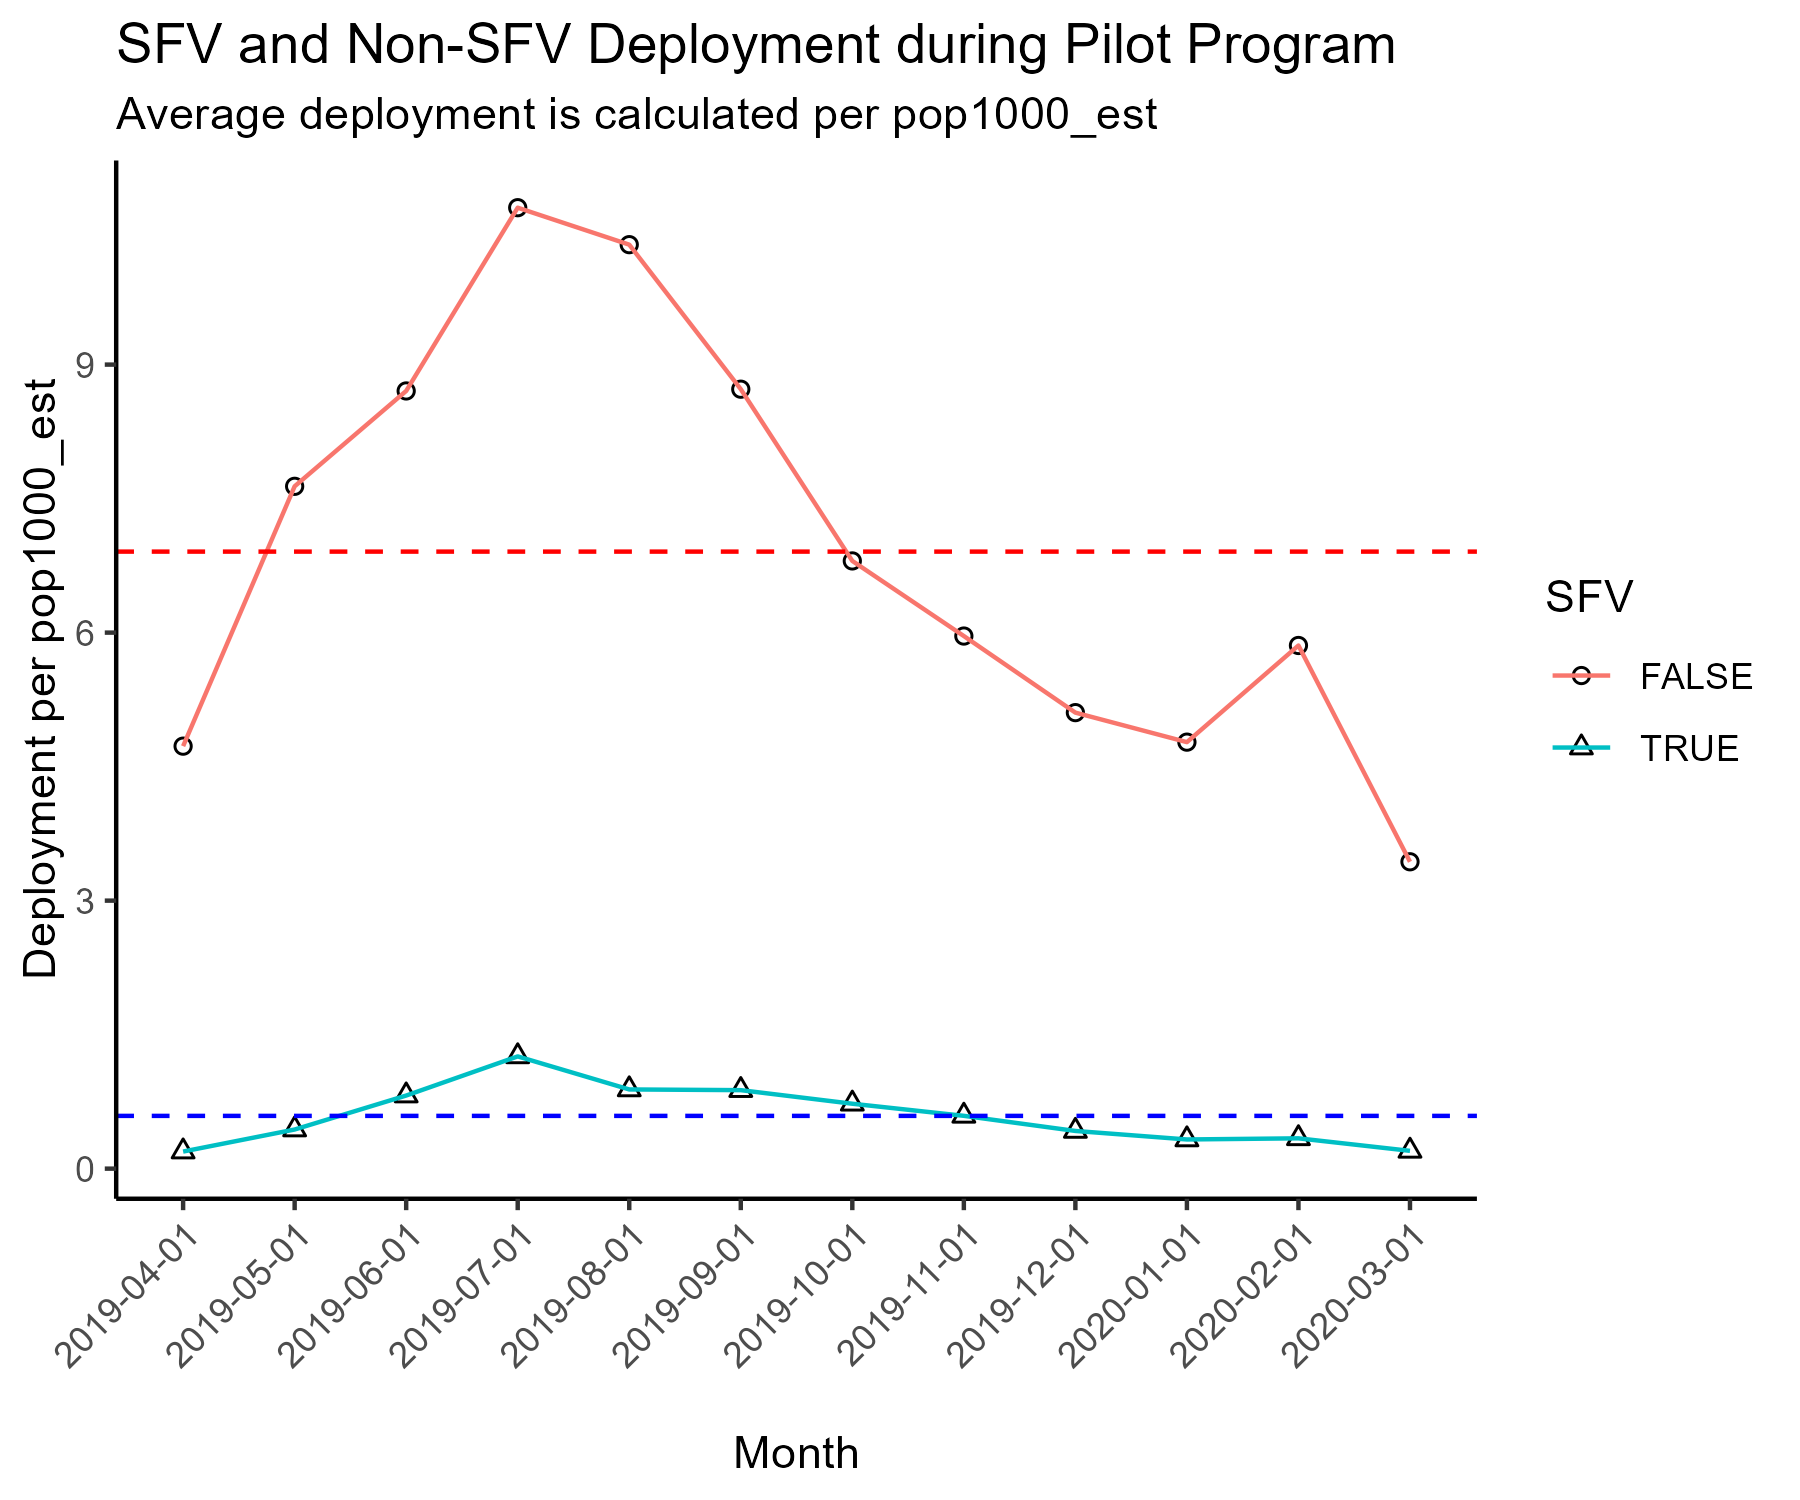 SFV and Non-SFV Deployment during Pilot Program
Average deployment is calculated per pop1000_est
Deployment per pop1000_est
9
6
3
0
2019-04-01
2019-05-01
2019-06-01
2019-07-01
2019-08-01
2019-09-01
2019-10-01
2019-11-01
2019-12-01
2020-01-01
2020-02-01
2020-03-01
Month
SFV
FALSE
TRUE